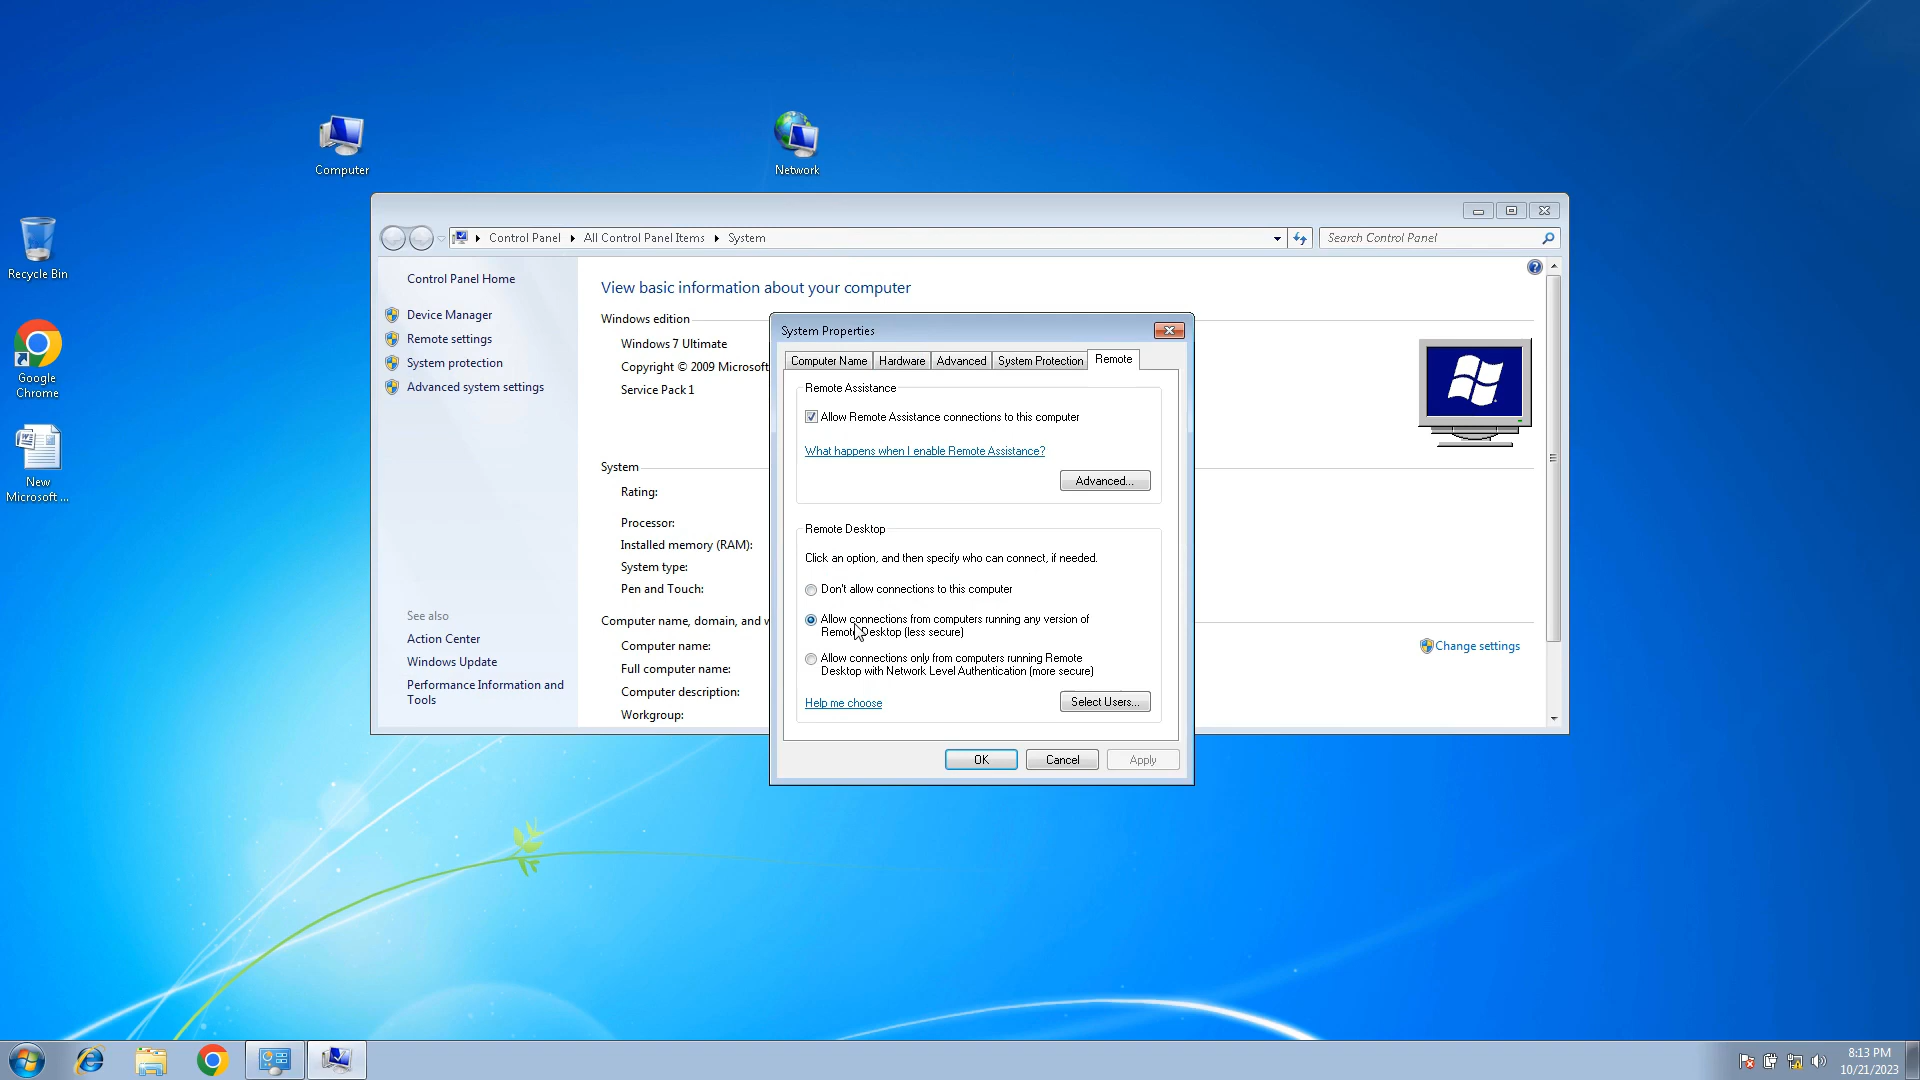 Computer
Network
Recycle Bin
Google
Chrome
New
Microsoft ...
Control Panel
All Control Panel Items
System
Search Control Panel
Control Panel Home
Device Manager
Remote settings
System protection
Advanced system settings
See also
Action Center
Windows Update
Performance Information and
Tools
View basic information about your computer
Windows edition
Windows 7 Ultimate
Copyright © 2009 Microsoft
Service Pack 1
System
Rating:
Processor:
Installed memory (RAM):
System type:
Pen and Touch:
Computer name, domain, and w
Computer name:
Full computer name:
Computer description:
Workgroup:
Change settings
System Properties
Computer Name
Hardware
Advanced
System Protection
Remote
Remote Assistance
Allow Remote Assistance connections to this computer
What happens when I enable Remote Assistance?
Advanced...
Remote Desktop
Click an option, and then specify who can connect, if needed.
Don't allow connections to this computer
Allow connections from computers running any version of
Remote Desktop (less secure)
Allow connections only from computers running Remote
Desktop with Network Level Authentication (more secure)
Help me choose
Select Users...
OK
Cancel
Apply
8:13 PM
10/21/2023